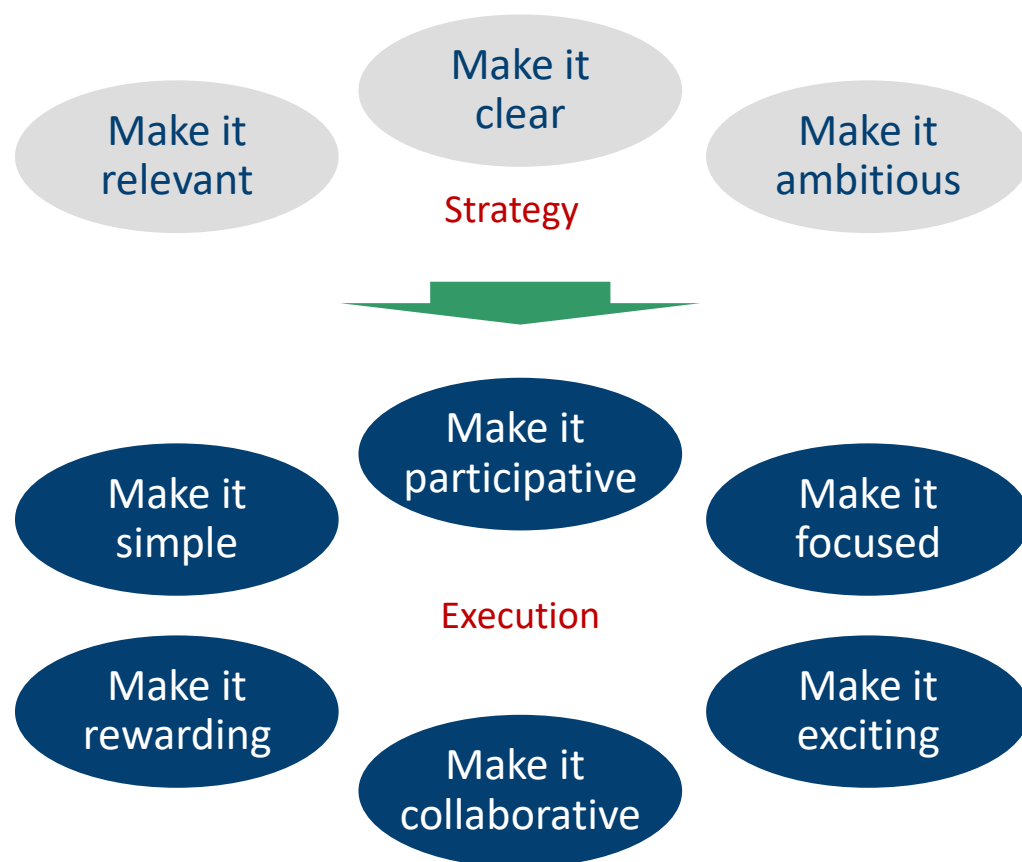 Make it
relevant
Make it
clear
Make it
ambitious
Strategy
Make it
simple
Make it
participative
Make it
focused
Execution
Make it
rewarding
Make it
collaborative
Make it
exciting